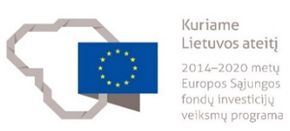 Kuriame
Lietuvos ateitį
2014–2020 metų
Europos Sąjungos
fondų investicijų
veiksmų programa